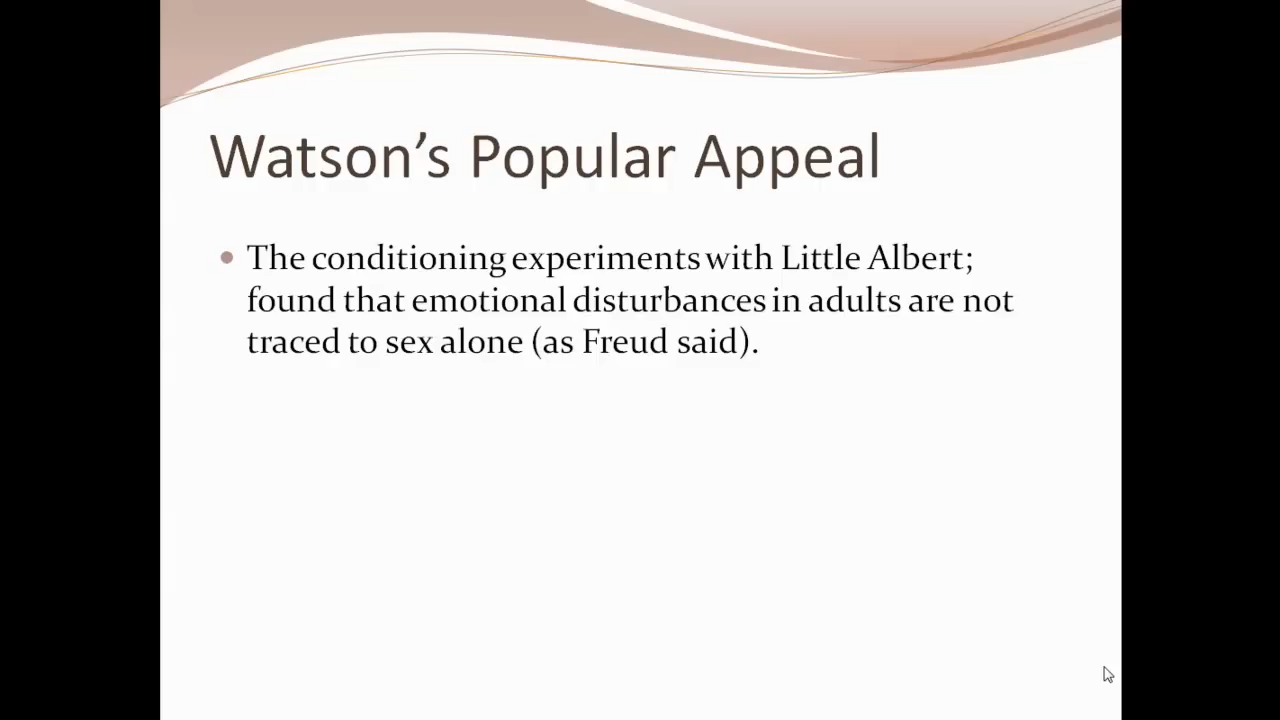 Watson’s Popular Appeal
The conditioning experiments with Little Albert;
found that emotional disturbances in adults are not
traced to sex alone (as Freud said).